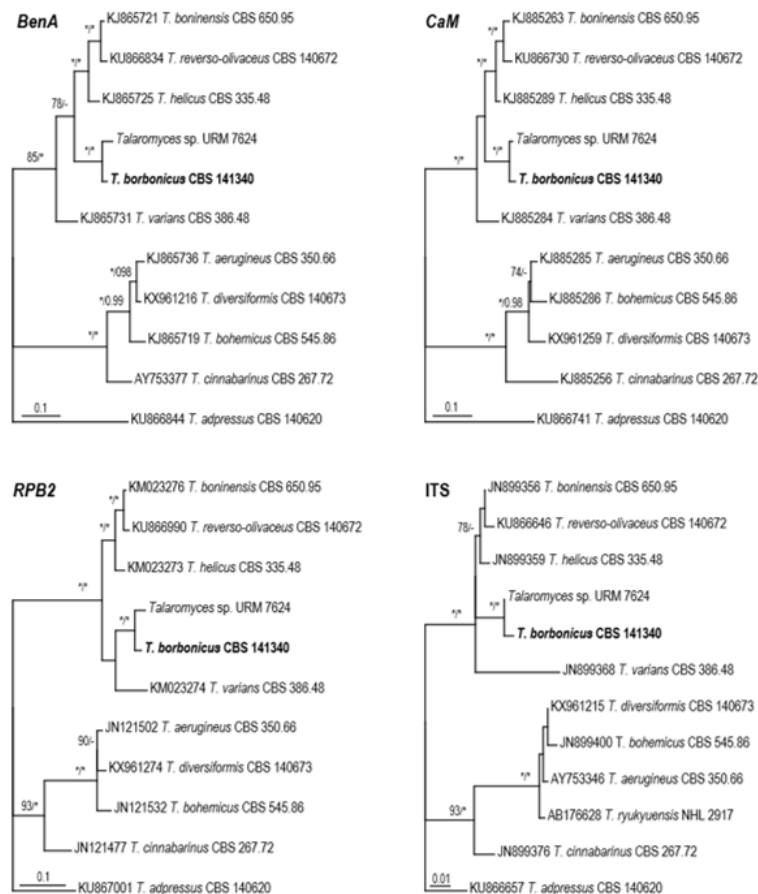 BenA
KJ865721 T. boninensis CBS 650.95
*/*
KU866834 T. reverso-olivaceus CBS 140672
*/*
KJ865725 T. helicus CBS 335.48
78/-
Talaromyces sp. URM 7624
*/*
85/*
T. borbonicus CBS 141340
KJ865731 T. varians CBS 386.48
KJ865736 T. aerugineus CBS 350.66
*/098
KX961216 T. diversiformis CBS 140673
*/0.99
KJ865719 T. bohemicus CBS 545.86
*/*
AY753377 T. cinnabarinus CBS 267.72
0.1
KU866844 T. adpressus CBS 140620
CaM
KJ885263 T. boninensis CBS 650.95
*/*
KU866730 T. reverso-olivaceus CBS 140672
*/*
KJ885289 T. helicus CBS 335.48
Talaromyces sp. URM 7624
*/*
*/*
T. borbonicus CBS 141340
KJ885284 T. varians CBS 386.48
KJ885285 T. aerugineus CBS 350.66
74/-
KJ885286 T. bohemicus CBS 545.86
*/0.98
KX961259 T. diversiformis CBS 140673
*/*
KJ885256 T. cinnabarinus CBS 267.72
0.1
KU866741 T. adpressus CBS 140620
RPB2
KM023276 T. boninensis CBS 650.95
*/*
KU866990 T. reverso-olivaceus CBS 140672
*/*
KM023273 T. helicus CBS 335.48
*/*
Talaromyces sp. URM 7624
*/*
T. borbonicus CBS 141340
KM023274 T. varians CBS 386.48
JN121502 T. aerugineus CBS 350.66
90/-
KX961274 T. diversiformis CBS 140673
*/*
JN121532 T. bohemicus CBS 545.86
93/*
JN121477 T. cinnabarinus CBS 267.72
0.1
KU867001 T. adpressus CBS 140620
ITS
JN899356 T. boninensis CBS 650.95
78/-
KU866646 T. reverso-olivaceus CBS 140672
JN899359 T. helicus CBS 335.48
Talaromyces sp. URM 7624
*/*
*/*
T. borbonicus CBS 141340
JN899368 T. varians CBS 386.48
KX961215 T. diversiformis CBS 140673
JN899400 T. bohemicus CBS 545.86
*/*
AY753346 T. aerugineus CBS 350.66
93/*
AB176628 T. ryukyuensis NHL 2917
JN899376 T. cinnabarinus CBS 267.72
0.01
KU866657 T. adpressus CBS 140620